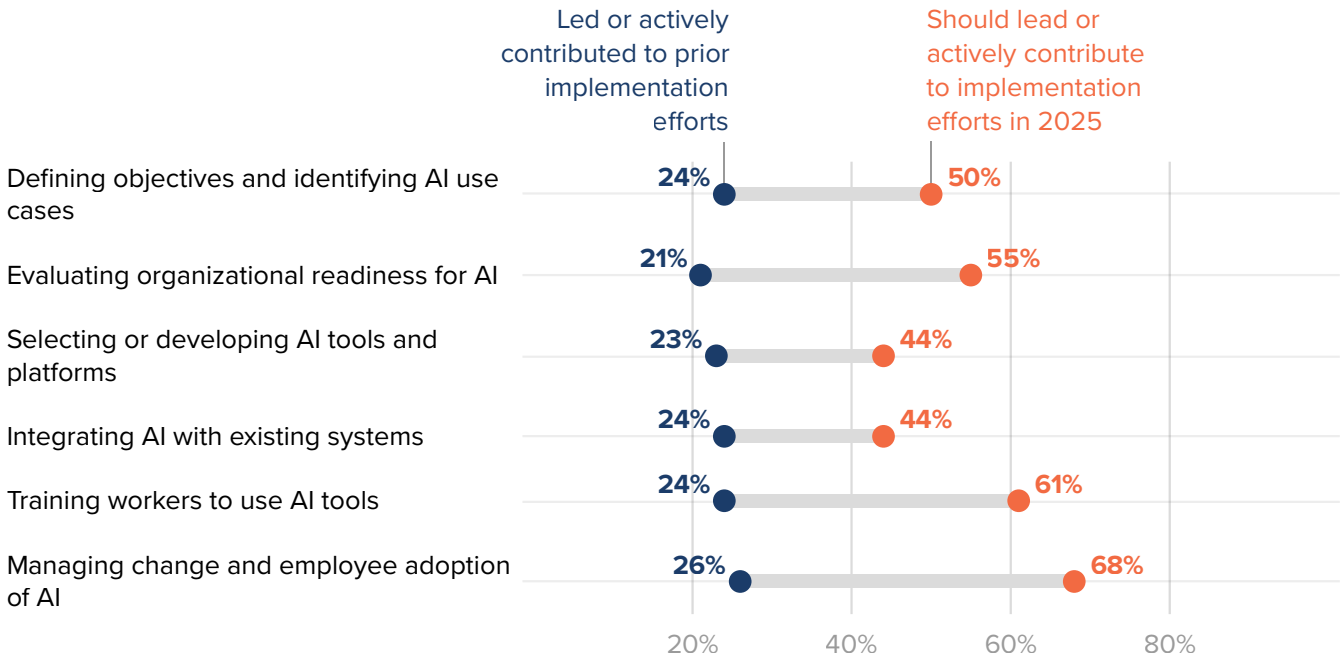 Led or actively
contributed to prior
implementation
efforts
Should lead or
actively contribute
to implementation
efforts in 2025
Defining objectives and identifying AI use
cases
24%
50%
Evaluating organizational readiness for AI
21%
55%
Selecting or developing AI tools and
platforms
23%
44%
Integrating AI with existing systems
24%
44%
Training workers to use AI tools
24%
61%
Managing change and employee adoption
of AI
26%
68%
20%
40%
60%
80%